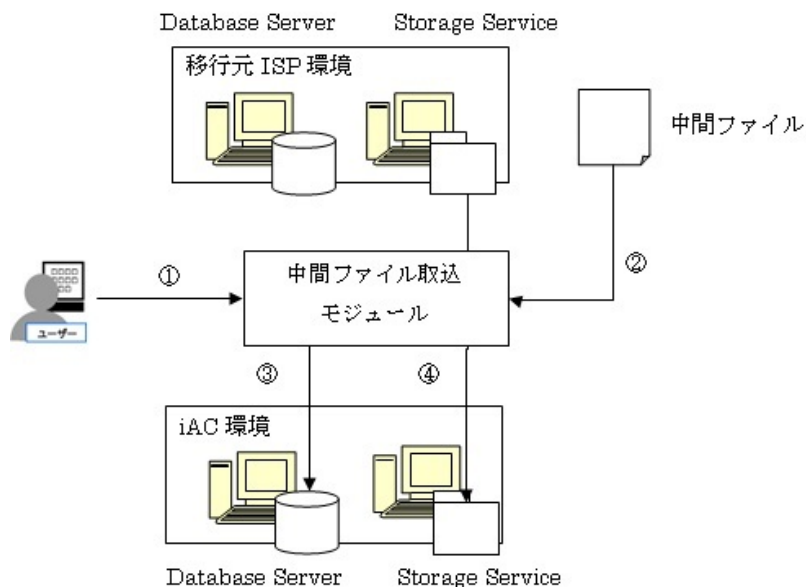 Database Server
Storage Service
移行元 ISP 環境
中間ファイル
①
②
中間ファイル取込
モジュール
ユーザー
③
④
iAC 環境
Database Server
Storage Service